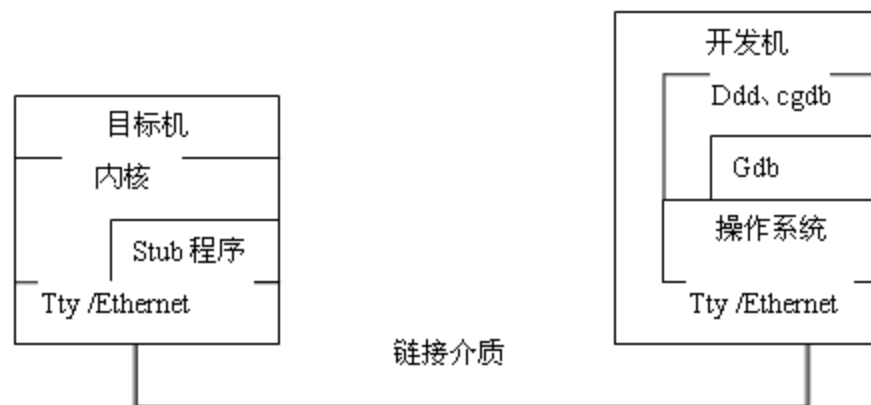 目标机
内核
Stub 程序
Tty /Ethernet
链接介质
开发机
Ddd、cgdb
Gdb
操作系统
Tty /Ethernet